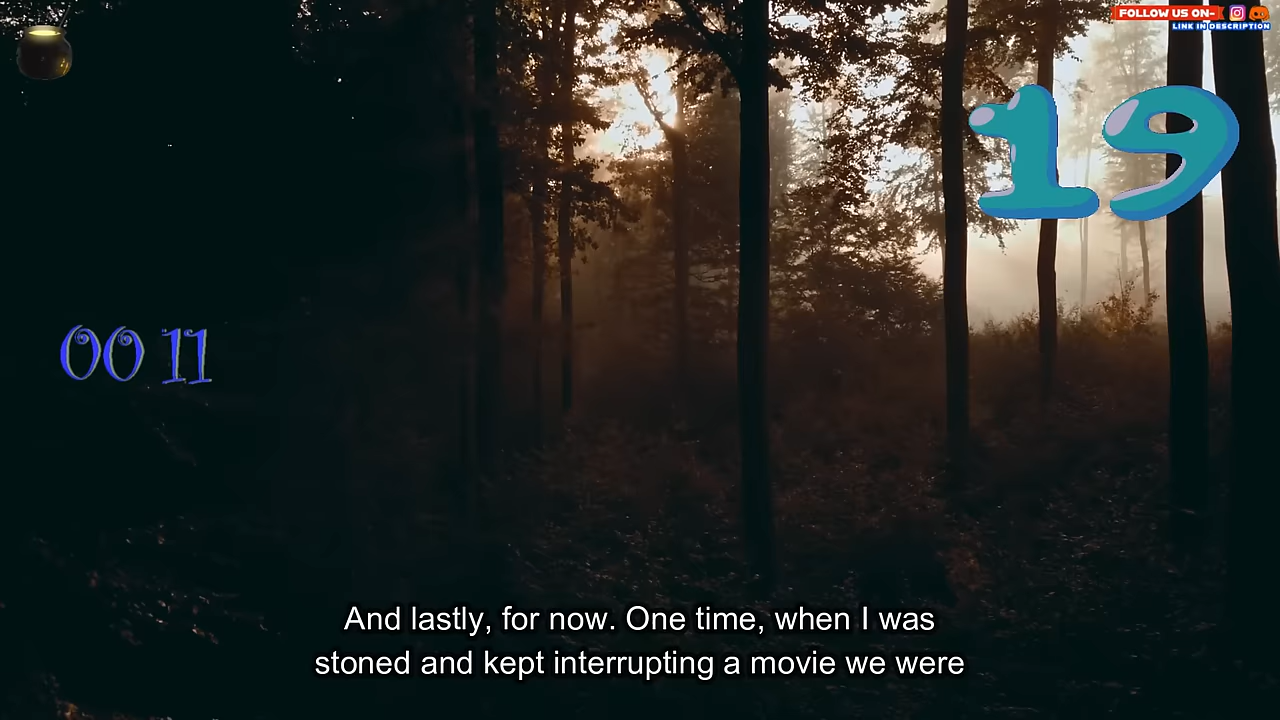 FOLLOW US ON-
LINK IN DESCRIPTION
19
00 11
And lastly, for now. One time, when I was
stoned and kept interrupting a movie we were